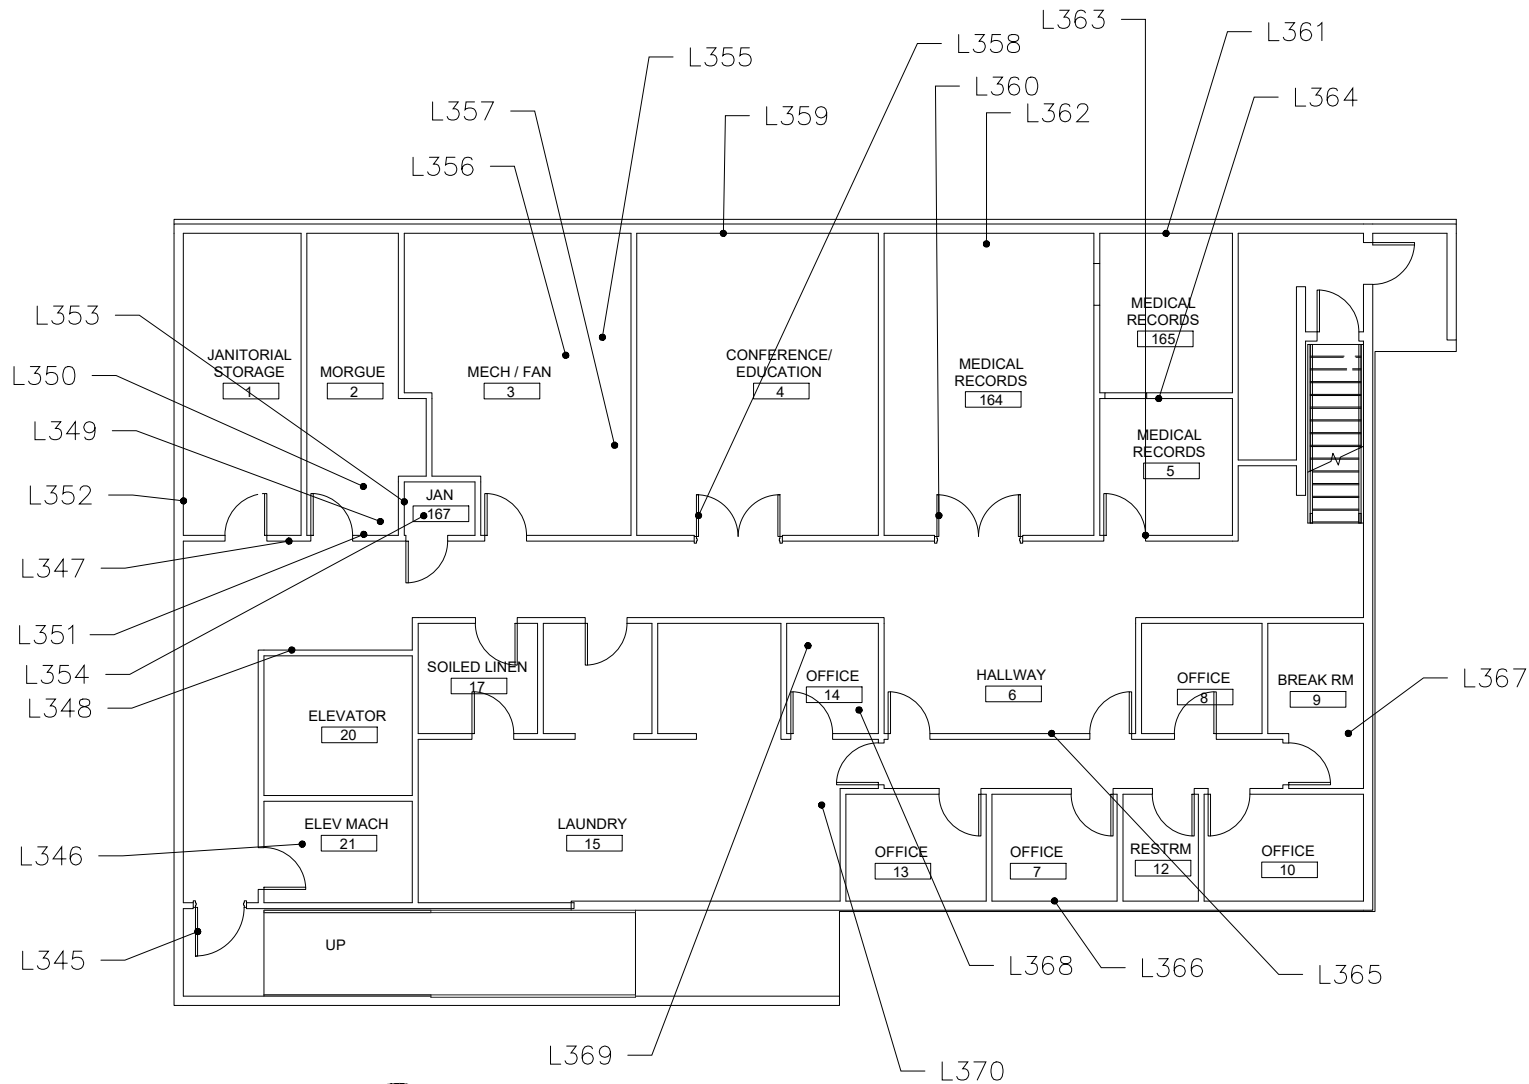 L363
L361
L358
L355
L360
L364
L357
L359
L362
L356
L353
JANITORIAL
STORAGE
1
MORGUE
2
MECH / FAN
3
CONFERENCE/
EDUCATION
4
MEDICAL
RECORDS
164
MEDICAL
RECORDS
165
L350
L349
MEDICAL
RECORDS
5
L352
JAN
167
L347
L351
L354
L348
SOILED LINEN
17
OFFICE
14
HALLWAY
6
OFFICE
8
BREAK RM
9
L367
ELEVATOR
20
ELEV MACH
21
LAUNDRY
15
OFFICE
13
OFFICE
7
RESTRM
12
OFFICE
10
L346
L345
UP
L368
L366
L365
L369
L370